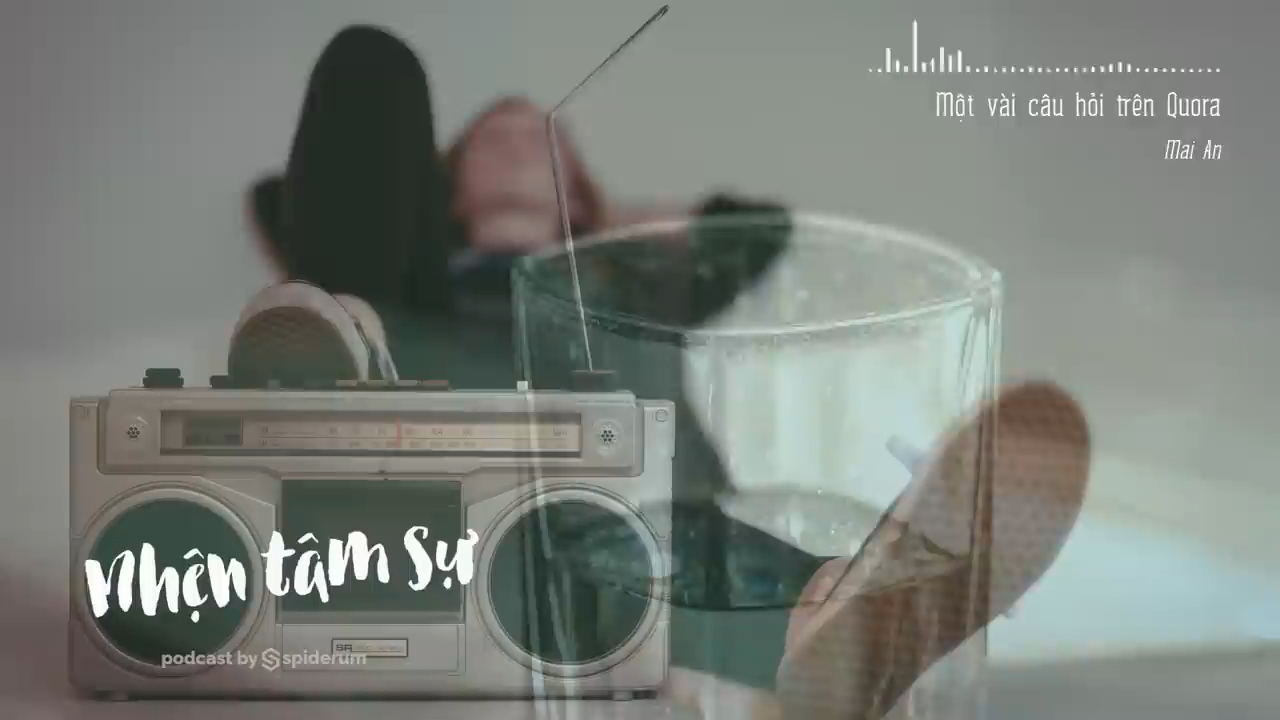 Một vài câu hỏi trên Quora
Mai An
Nhện tâm sự
podcast by spiderum